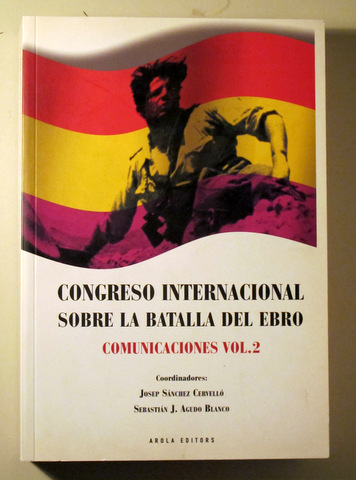 CONGRESO INTERNACIONAL
SOBRE LA BATALLA DEL EBRO
COMUNICACIONES VOL.2
Coordinadores:
JOSEP SÁNCHEZ CERVELLÓ
SEBASTIÁN J. AGUDO BLANCO
AROLA EDITORS